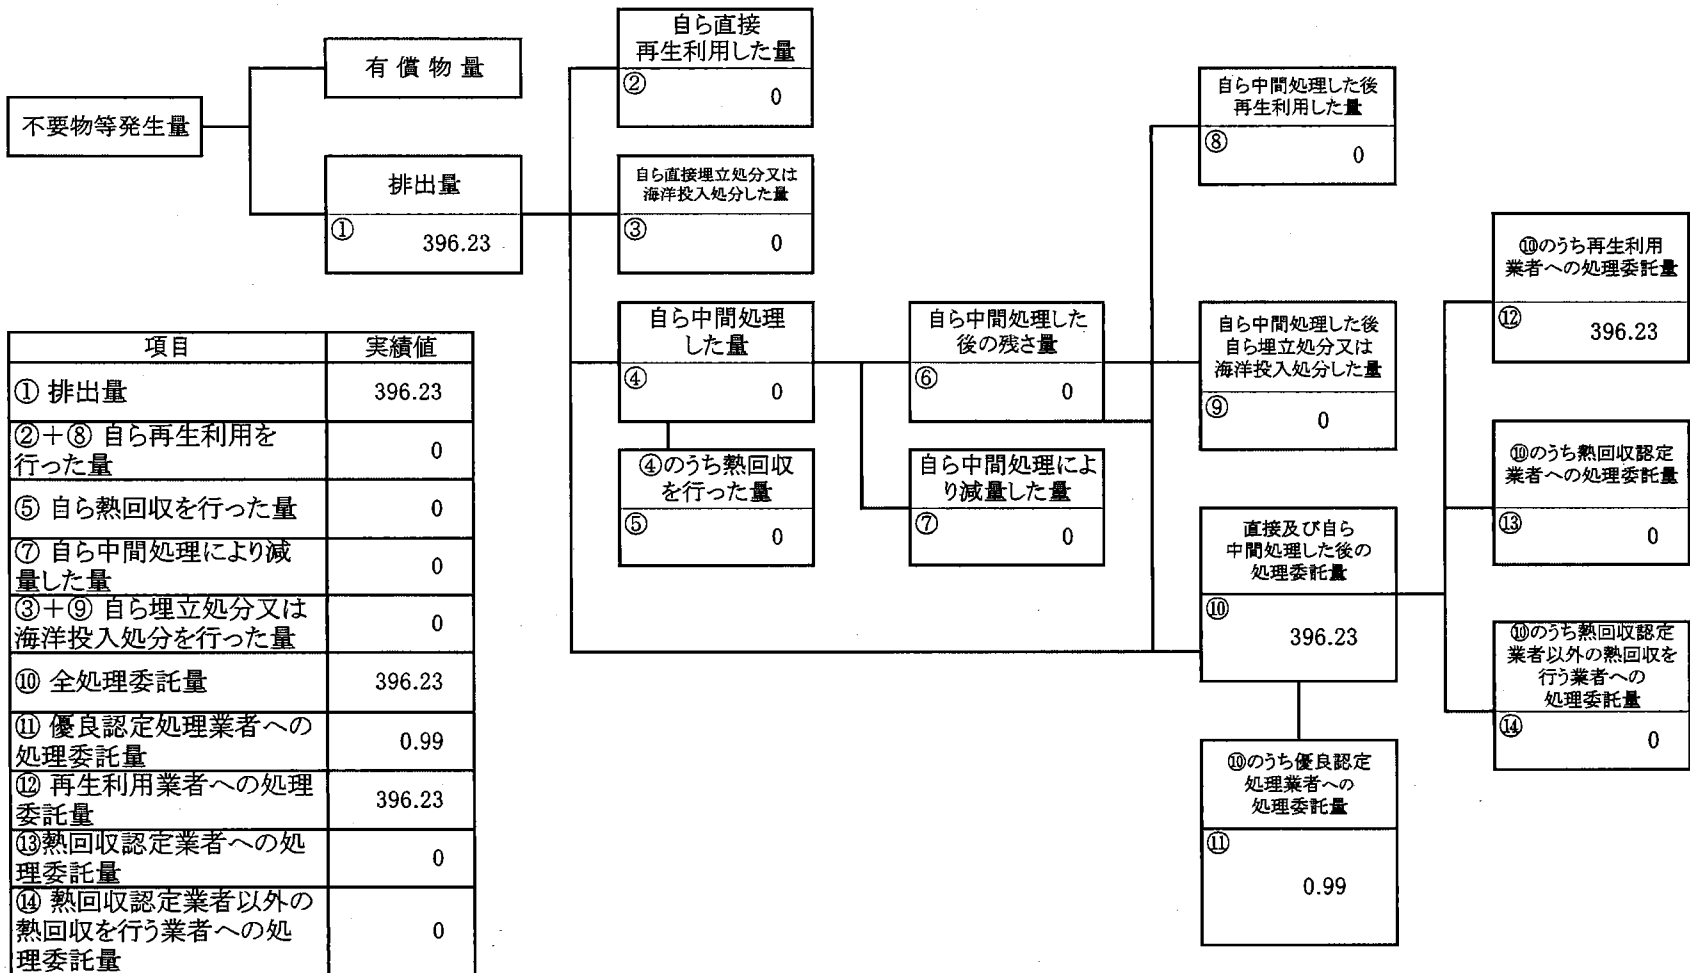 不要物等発生量
有償物量
排出量
①
396.23
自ら直接
再生利用した量
②
0
自ら直接埋立処分又は
海洋投入処分した量
③
0
自ら中間処理
した量
④
0
④のうち熱回収
を行った量
⑤
0
自ら中間処理した
後の残さ量
⑥
0
自ら中間処理によ
り減量した量
⑦
0
自ら中間処理した後
再生利用した量
⑧
0
自ら中間処理した後
自ら埋立処分又は
海洋投入処分した量
⑨
0
直接及び自ら
中間処理した後の
処理委託量
⑩
396.23
⑩のうち優良認定
処理業者への
処理委託量
⑪
0.99
⑩のうち再生利用
業者への処理委託量
⑫
396.23
⑩のうち熱回収認定
業者への処理委託量
⑬
0
⑩のうち熱回収認定
業者以外の熱回収を
行う業者への
処理委託量
⑭
0
項目 実績値
① 排出量 396.23
②+⑧ 自ら再生利用を
行った量 0
⑤ 自ら熱回収を行った量 0
⑦ 自ら中間処理により減
量した量 0
③+⑨ 自ら埋立処分又は
海洋投入処分を行った量 0
⑩ 全処理委託量 396.23
⑪ 優良認定処理業者への
処理委託量 0.99
⑫ 再生利用業者への処理
委託量 396.23
⑬熱回収認定業者への処
理委託量 0
⑭ 熱回収認定業者以外の
熱回収を行う業者への処
理委託量 0